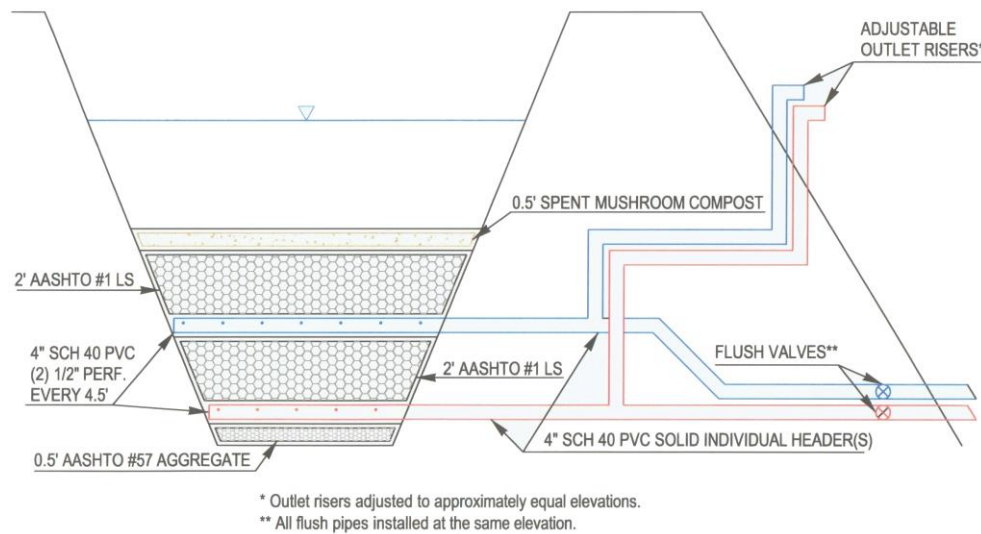 ADJUSTABLE
OUTLET RISERS*
0.5' SPENT MUSHROOM COMPOST
2' AASHTO #1 LS
4" SCH 40 PVC
(2) 1/2" PERF.
EVERY 4.5'
2' AASHTO #1 LS
FLUSH VALVES**
4" SCH 40 PVC SOLID INDIVIDUAL HEADER(S)
0.5' AASHTO #57 AGGREGATE
* Outlet risers adjusted to approximately equal elevations.
** All flush pipes installed at the same elevation.